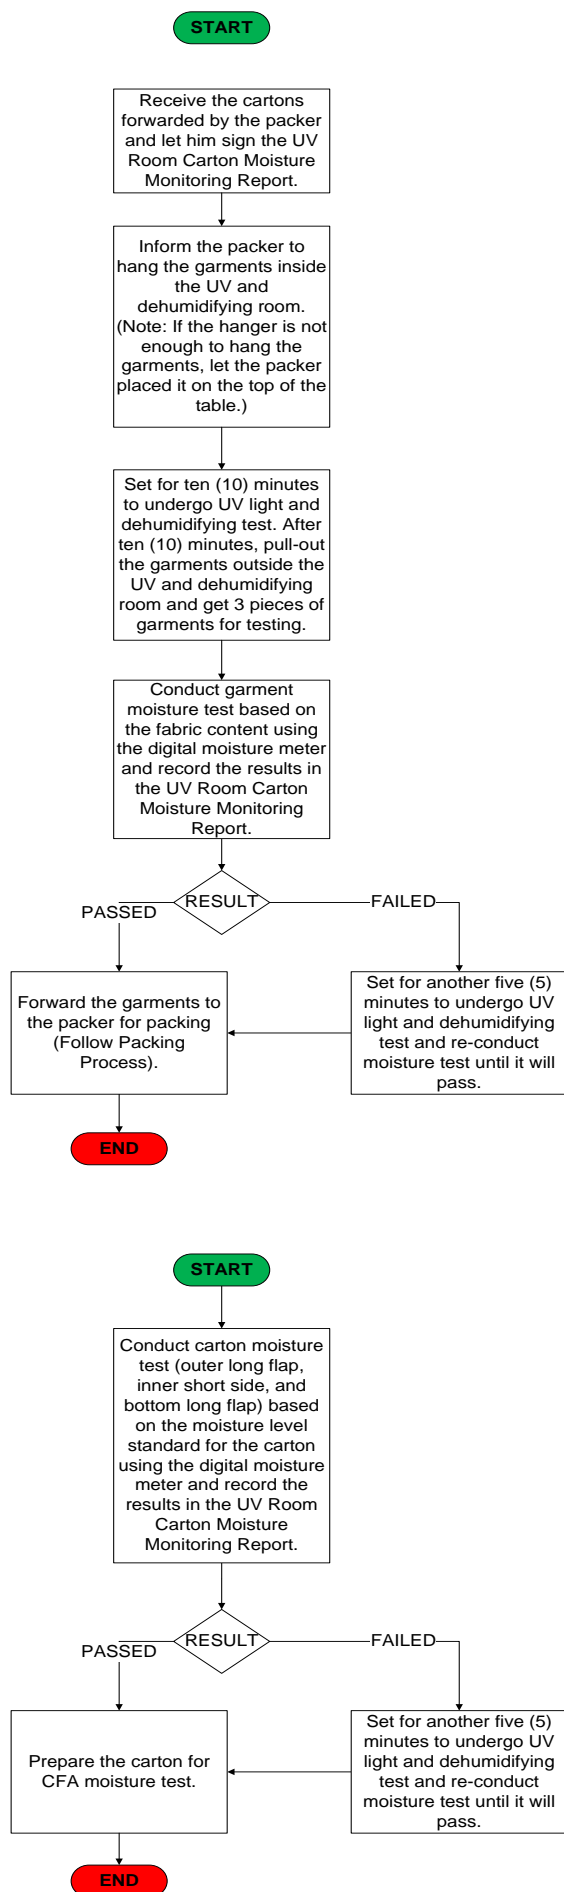 START
Receive the cartons
forwarded by the packer
and let him sign the UV
Room Carton Moisture
Monitoring Report.
Inform the packer to
hang the garments inside
the UV and
dehumidifying room.
(Note: If the hanger is not
enough to hang the
garments, let the packer
placed it on the top of the
table.)
Set for ten (10) minutes
to undergo UV light and
dehumidifying test. After
ten (10) minutes, pull-out
the garments outside the
UV and dehumidifying
room and get 3 pieces of
garments for testing.
Conduct garment
moisture test based on
the fabric content using
the digital moisture meter
and record the results in
the UV Room Carton
Moisture Monitoring
Report.
RESULT
PASSED
FAILED
Forward the garments to
the packer for packing
(Follow Packing
Process).
Set for another five (5)
minutes to undergo UV
light and dehumidifying
test and re-conduct
moisture test until it will
pass.
END
START
Conduct carton moisture
test (outer long flap,
inner short side, and
bottom long flap) based
on the moisture level
standard for the carton
using the digital moisture
meter and record the
results in the UV Room
Carton Moisture
Monitoring Report.
RESULT
PASSED
FAILED
Prepare the carton for
CFA moisture test.
Set for another five (5)
minutes to undergo UV
light and dehumidifying
test and re-conduct
moisture test until it will
pass.
END